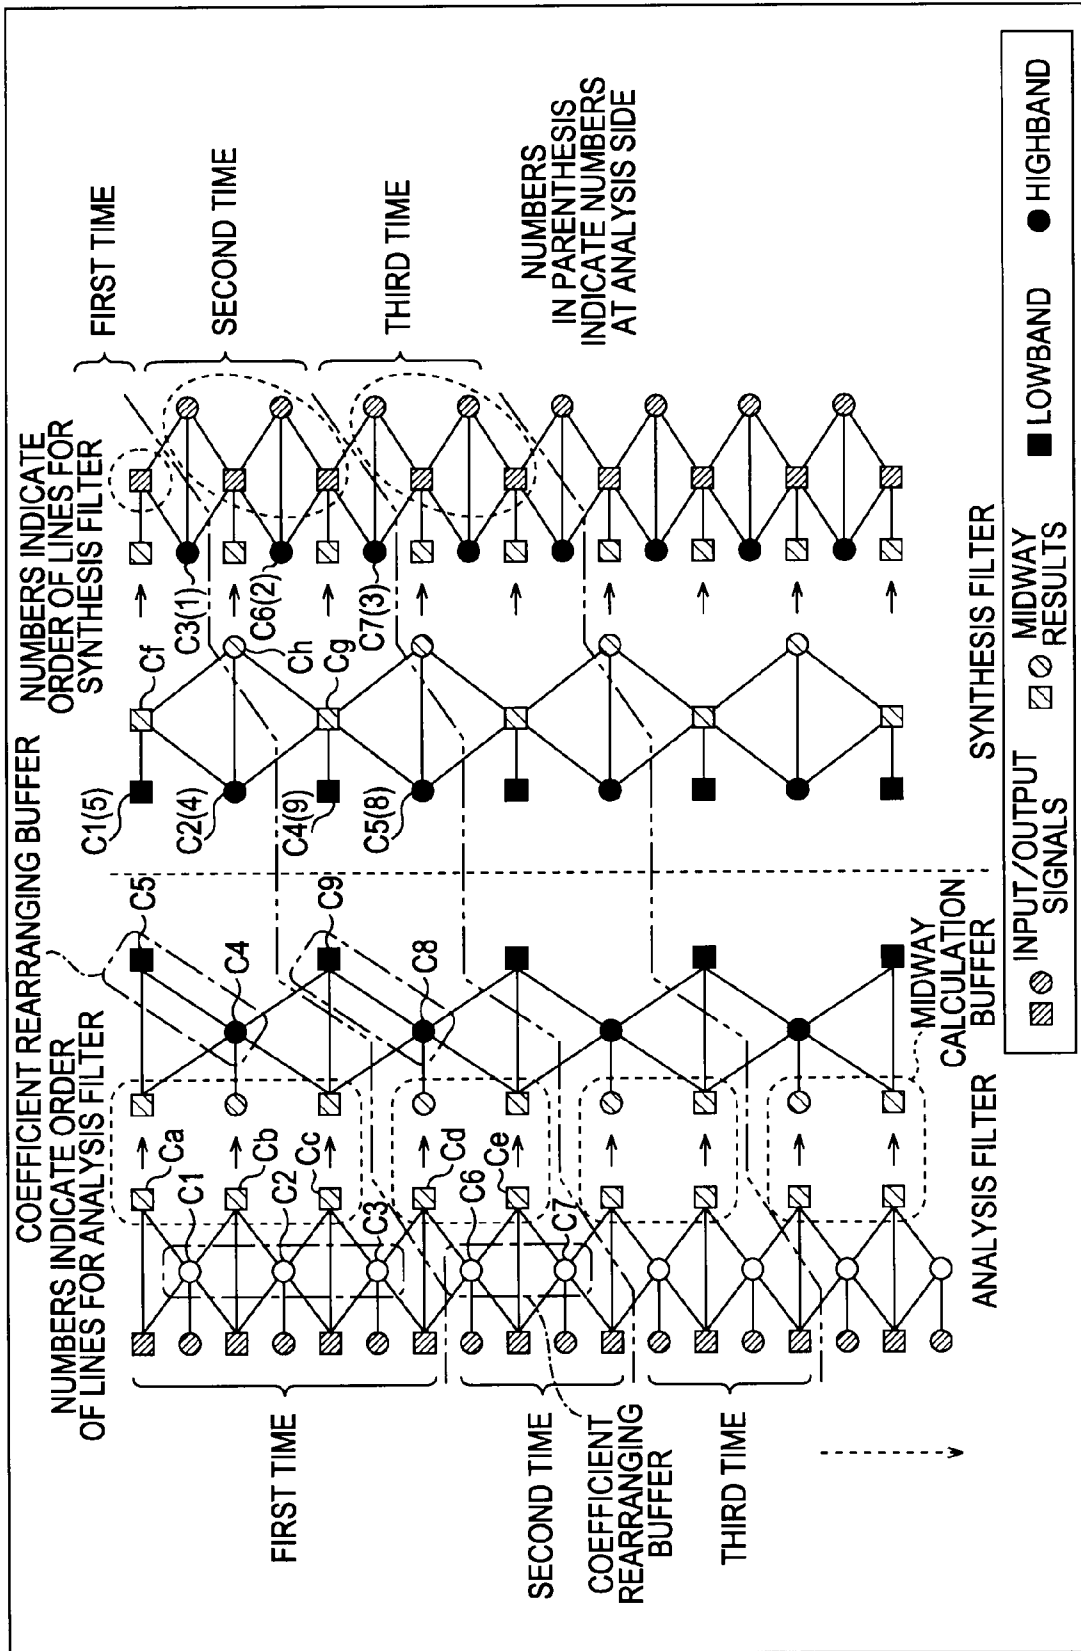 COEFFICIENT REARRANGING BUFFER
NUMBERS INDICATE ORDER
OF LINES FOR ANALYSIS FILTER
NUMBERS INDICATE
ORDER OF LINES FOR
SYNTHESIS FILTER
FIRST TIME
SECOND TIME
THIRD TIME
NUMBERS
IN PARENTHESIS
INDICATE NUMBERS
AT ANALYSIS SIDE
Ca
C1
Cb
C2
Cc
C3
Cd
Ce
C6
C7
C5
C4
C9
C8
C1(5)
C2(4)
C4(9)
C5(8)
Cf
Ch
Cg
C3(1)
C6(2)
C7(3)
FIRST TIME
SECOND TIME
COEFFICIENT
REARRANGING
BUFFER
THIRD TIME
MIDWAY
CALCULATION
BUFFER
ANALYSIS FILTER
SYNTHESIS FILTER
INPUT/OUTPUT
SIGNALS
MIDWAY
RESULTS
LOWBAND
HIGHBAND